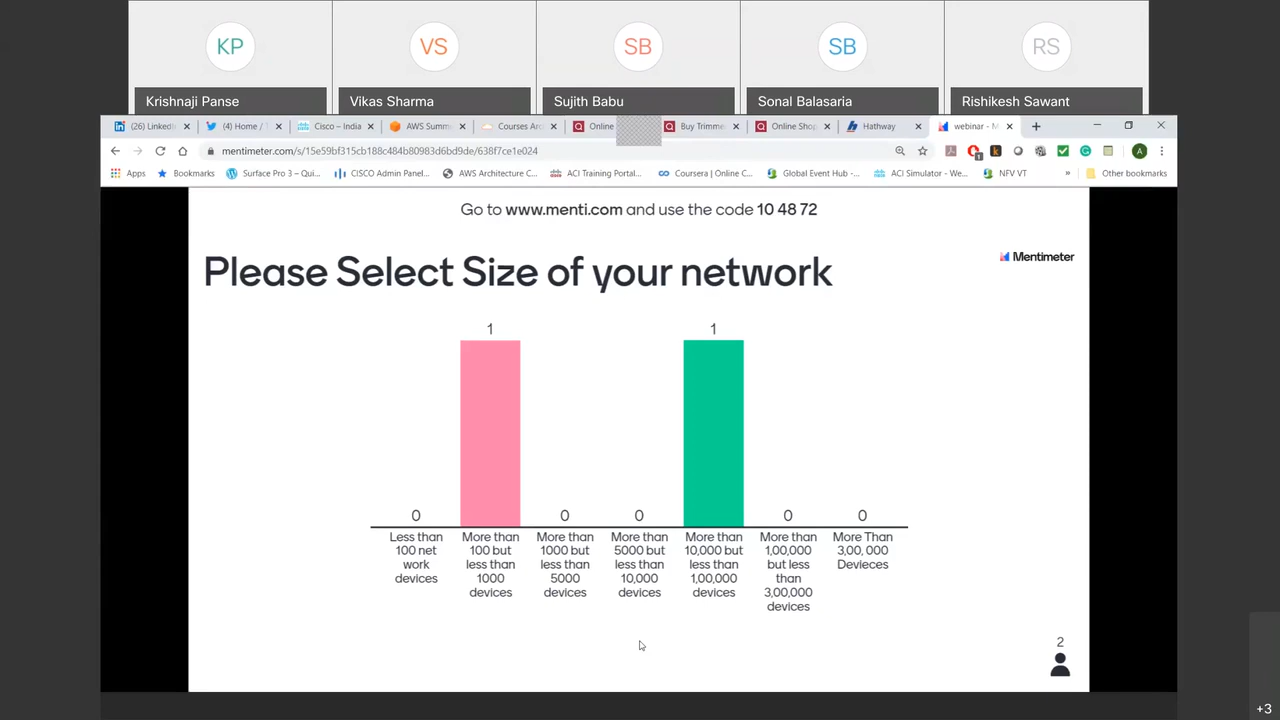 KP
VS
SB
SB
RS
Krishnaji Panse
Vikas Sharma
Sujith Babu
Sonal Balasaria
Rishikesh Sawant
(26) LinkedIn
(4) Home /
Cisco – India
AWS Summ
Courses Arc
Online
Buy Trimme
Online Shop
Hathway
webinar - M
mentimeter.com/s/15e59bf315cb188c484b80983d6bd9de/638f7ce1e024
1
A
Apps
Bookmarks
Surface Pro 3 – Qui...
CISCO Admin Panel...
AWS Architecture C...
ACI Training Portal...
Coursera | Online C...
Global Event Hub -...
ACI Simulator - We...
NFV VT
»
Other bookmarks
Go to www.menti.com and use the code 10 48 72
Please Select Size of your network
Mentimeter
1
1
0
0
0
0
0
Less than
100 net
work
devices
More than
100 but
less than
1000
devices
More than
1000 but
less than
5000
devices
More than
5000 but
less than
10,000
devices
More than
10,000 but
less than
1,00,000
devices
More than
1,00,000
but less
than
3,00,000
devices
More Than
3,00, 000
Devieces
2
+3